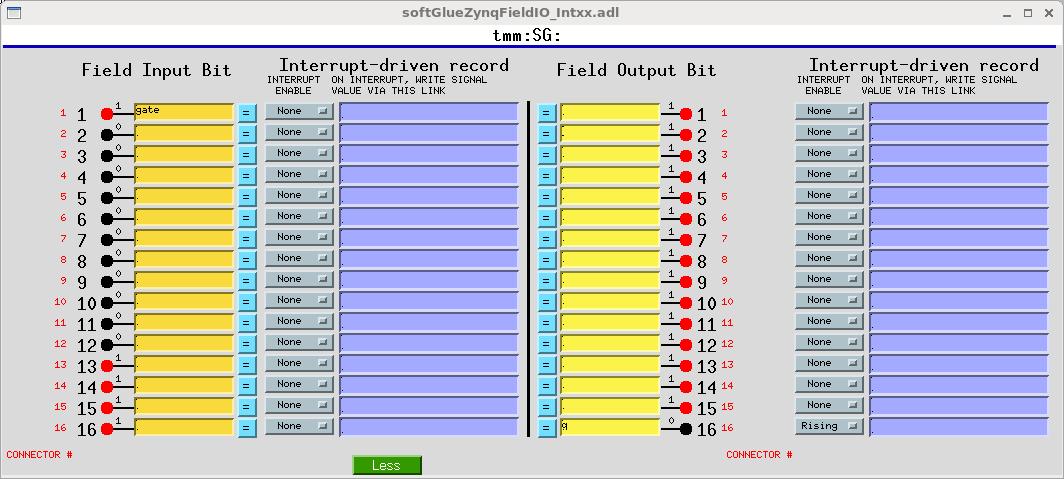 softGlueZynqFieldIO_Intxx.adl
tmm:SG:
Field Input Bit Interrupt-driven record Field Output Bit Interrupt-driven record
INTERRUPT ON INTERRUPT, WRITE SIGNAL INTERRUPT ON INTERRUPT, WRITE SIGNAL
ENABLE VALUE VIA THIS LINK ENABLE VALUE VIA THIS LINK
1 1 1 gate = None = 1 1 1 None
2 2 0 = None = 1 2 2 None
3 3 0 = None = 1 3 3 None
4 4 0 = None = 1 4 4 None
5 5 0 = None = 1 5 5 None
6 6 0 = None = 1 6 6 None
7 7 0 = None = 1 7 7 None
8 8 0 = None = 1 8 8 None
9 9 0 = None = 1 9 9 None
10 10 0 = None = 1 10 10 None
11 11 0 = None = 1 11 11 None
12 12 0 = None = 1 12 12 None
13 13 1 = None = 1 13 13 None
14 14 1 = None = 1 14 14 None
15 15 1 = None = 1 15 15 None
16 16 1 = None = q 0 16 16 Rising
CONNECTOR # CONNECTOR #
Less